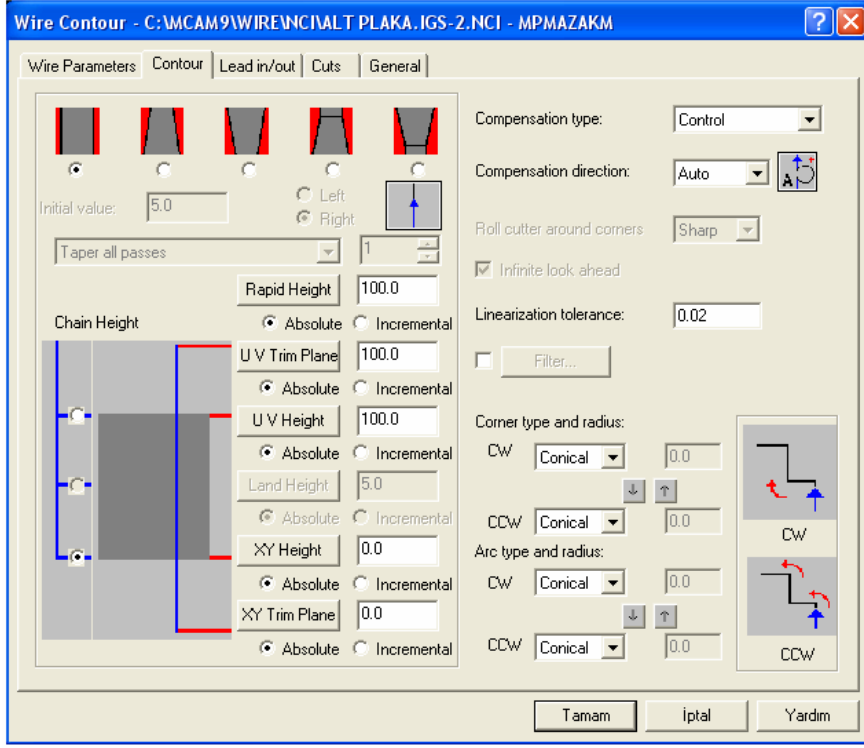 Wire Contour - C:\MCAM9\WIRE\NCI\ALT PLAKA.IGS-2.NCI - MPMAZAKM
Wire Parameters Contour Lead in/out Cuts General
Initial value: 5.0
Left
Right
Taper all passes 1
Rapid Height 100.0
Absolute Incremental
Chain Height
U V Trim Plane 100.0
Absolute Incremental
U V Height 100.0
Absolute Incremental
Land Height 5.0
Absolute Incremental
XY Height 0.0
Absolute Incremental
XY Trim Plane 0.0
Absolute Incremental
Compensation type: Control
Compensation direction: Auto A
Roll cutter around corners Sharp
Infinite look ahead
Linearization tolerance: 0.02
Filter...
Corner type and radius:
CW Conical 0.0
CCW Conical 0.0
Arc type and radius:
CW Conical 0.0
CCW Conical 0.0
CW
CCW
Tamam İptal Yardım